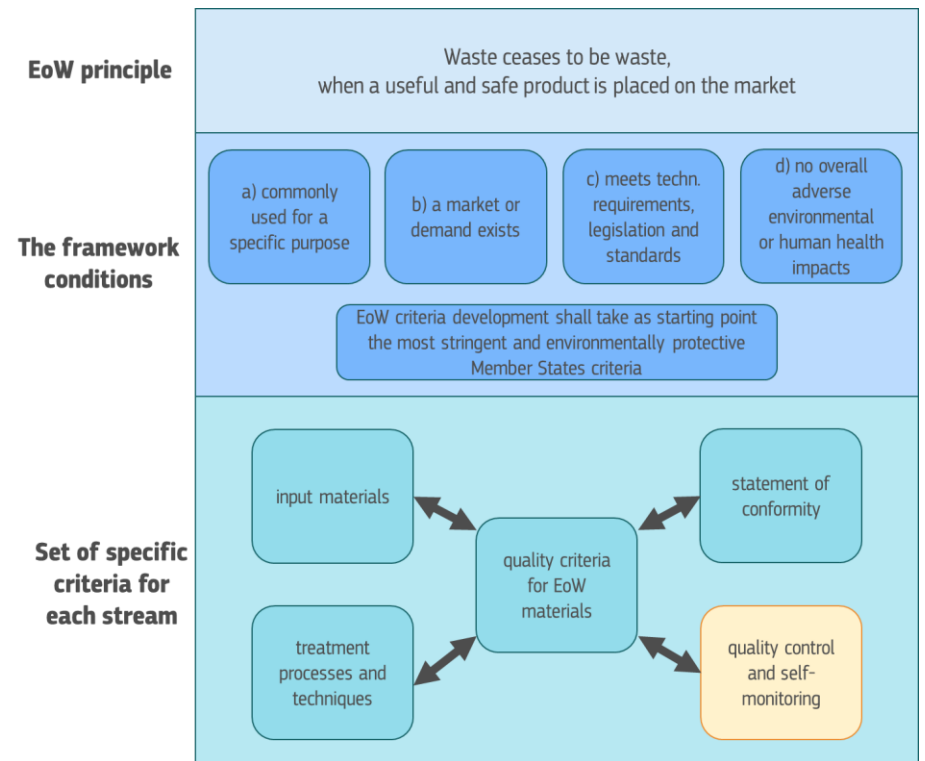 EoW principle
Waste ceases to be waste,
when a useful and safe product is placed on the market
The framework
conditions
a) commonly
used for a
specific purpose
b) a market or
demand exists
c) meets techn.
requirements,
legislation and
standards
d) no overall
adverse
environmental
or human health
impacts
EoW criteria development shall take as starting point
the most stringent and environmentally protective
Member States criteria
Set of specific
criteria for
each stream
input materials
statement of
conformity
quality criteria
for EoW
materials
treatment
processes and
techniques
quality control
and self-
monitoring